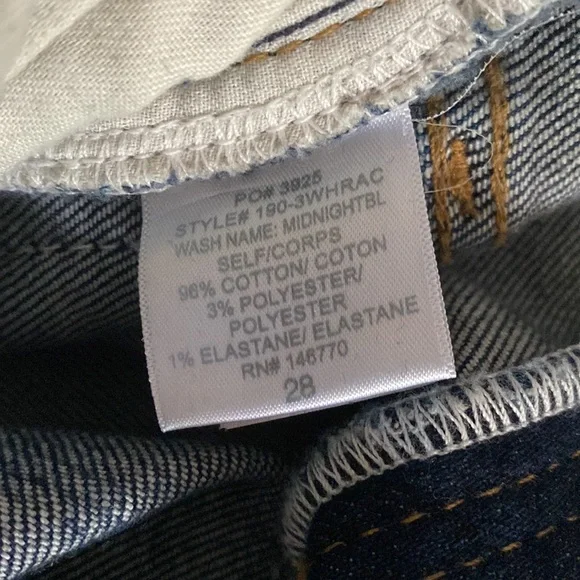 PO# 3925
STYLE# 190-3WHRAC
WASH NAME: MIDNIGHTBL
SELF/CORPS
96% COTTON/ COTON
3% POLYESTER/
POLYESTER
1% ELASTANE/ ELASTANE
RN# 146770
28